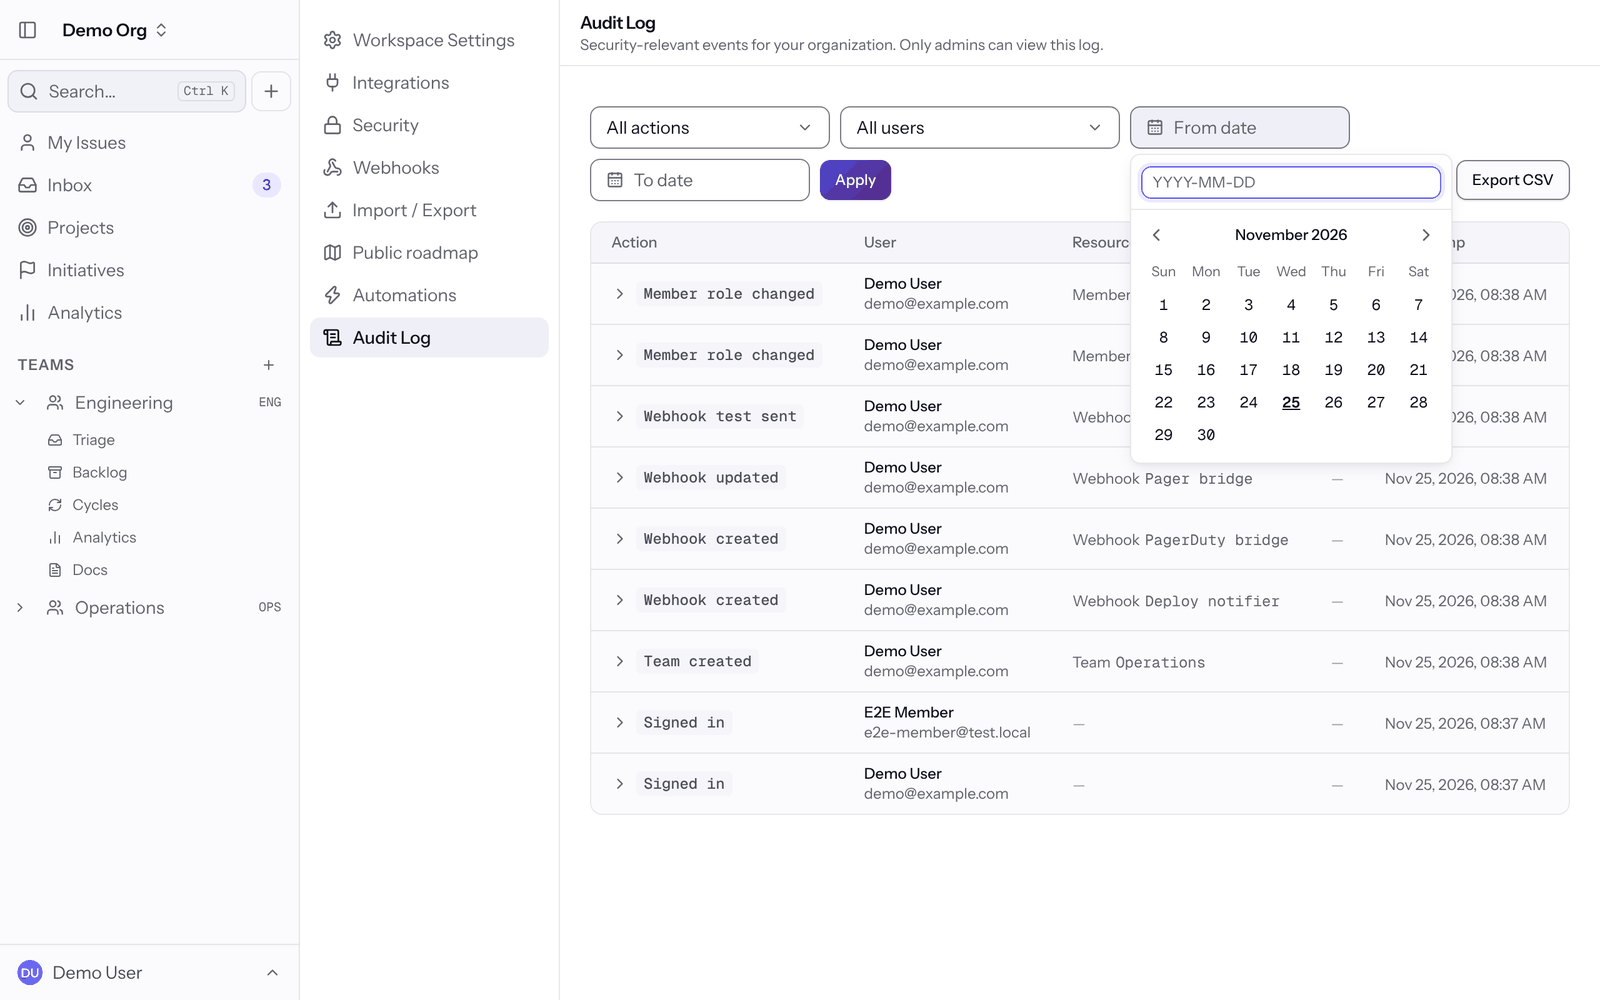 Demo Org
Search...
Ctrl K
My Issues
Inbox
3
Projects
Initiatives
Analytics
TEAMS
Engineering
ENG
Triage
Backlog
Cycles
Analytics
Docs
Operations
OPS
DU
Demo User
Workspace Settings
Integrations
Security
Webhooks
Import / Export
Public roadmap
Automations
Audit Log
Audit Log
Security-relevant events for your organization. Only admins can view this log.
All actions
All users
From date
To date
Apply
Export CSV
YYYY-MM-DD
November 2026
Sun Mon Tue Wed Thu Fri Sat
1 2 3 4 5 6 7
8 9 10 11 12 13 14
15 16 17 18 19 20 21
22 23 24 25 26 27 28
29 30
Action User
Member role changed
Demo User
demo@example.com
Member
08:38 AM
Member role changed
Demo User
demo@example.com
Member
08:38 AM
Webhook test sent
Demo User
demo@example.com
08:38 AM
Webhook updated
Demo User
demo@example.com
Webhook Pager bridge
—
Nov 25, 2026, 08:38 AM
Webhook created
Demo User
demo@example.com
Webhook PagerDuty bridge
—
Nov 25, 2026, 08:38 AM
Webhook created
Demo User
demo@example.com
Webhook Deploy notifier
—
Nov 25, 2026, 08:38 AM
Team created
Demo User
demo@example.com
Team Operations
—
Nov 25, 2026, 08:38 AM
Signed in
E2E Member
e2e-member@test.local
—
—
Nov 25, 2026, 08:37 AM
Signed in
Demo User
demo@example.com
—
—
Nov 25, 2026, 08:37 AM